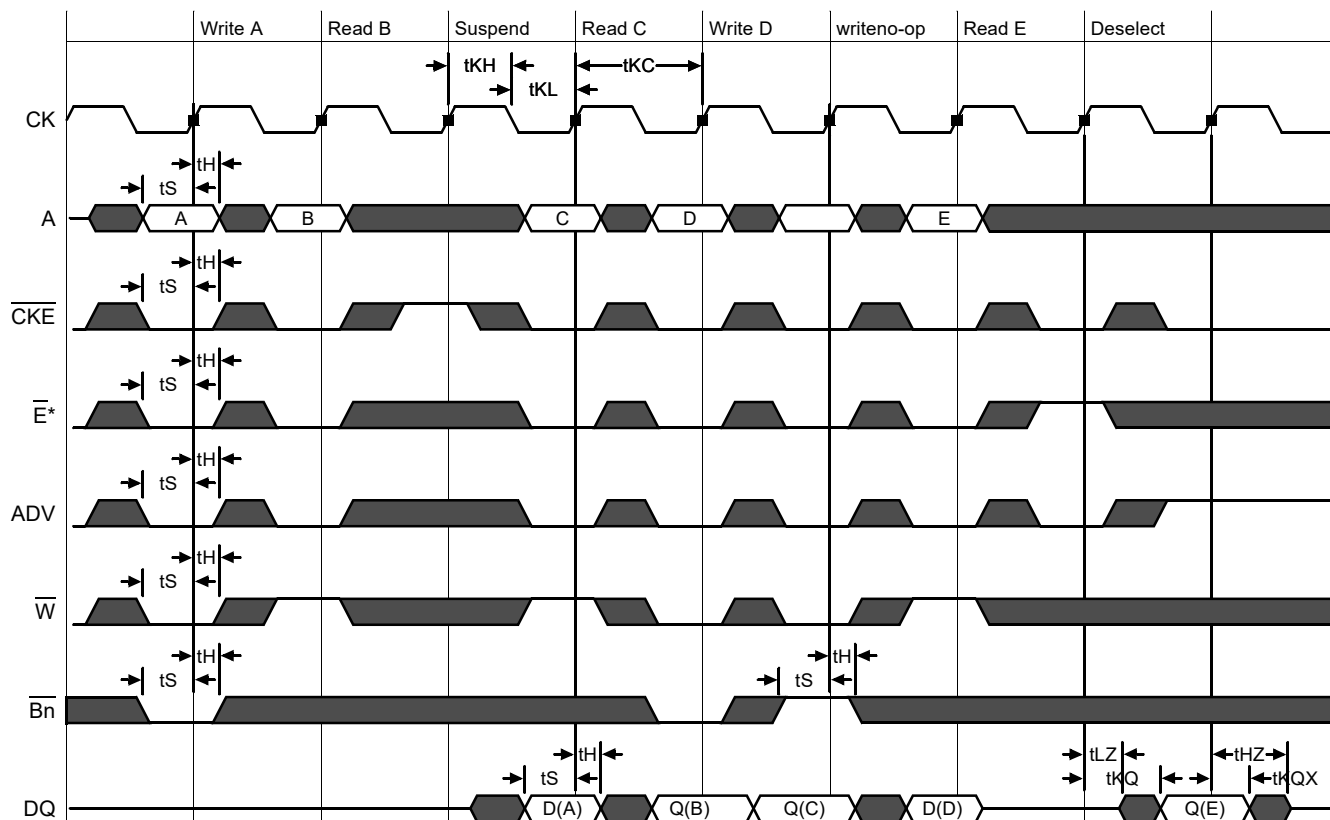 Write A Read B Suspend Read C Write D writeno-op Read E Deselect
tKH tKC
tKL
CK
tH
tS
A A B C D E
tH
tS
CKE
tH
tS
E*
tH
tS
ADV
tH
tS
W
tH tH
tS tS
Bn
tH tLZ tHZ
tS tKQ tKQX
DQ D(A) Q(B) Q(C) D(D) Q(E)